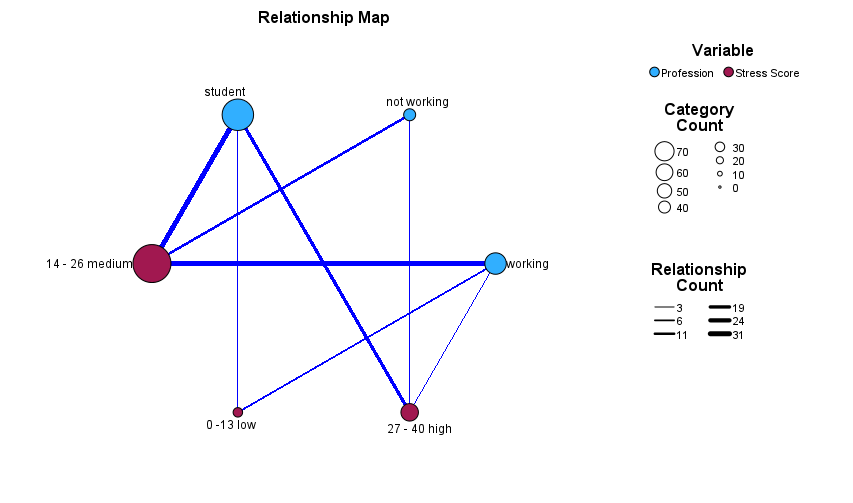 Relationship Map
Variable
Profession Stress Score
Category
Count
70 30
60 20
50 10
40 0
Relationship
Count
3 19
6 24
11 31
student
not working
14 - 26 medium
working
0 -13 low
27 - 40 high